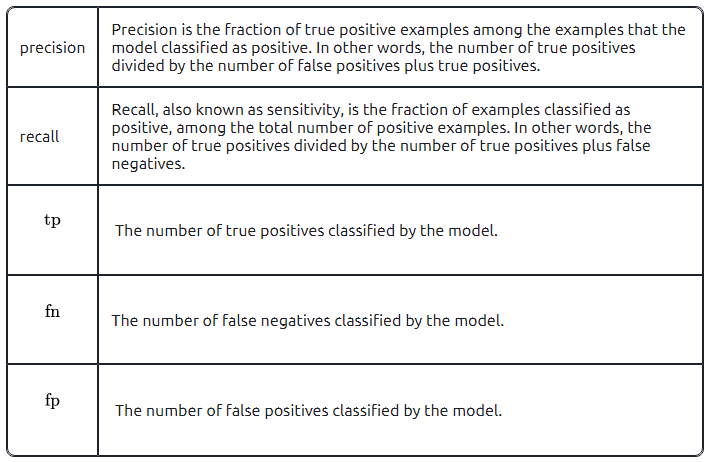 precision
Precision is the fraction of true positive examples among the examples that the
model classified as positive. In other words, the number of true positives
divided by the number of false positives plus true positives.
recall
Recall, also known as sensitivity, is the fraction of examples classified as
positive, among the total number of positive examples. In other words, the
number of true positives divided by the number of true positives plus false
negatives.
tp
The number of true positives classified by the model.
fn
The number of false negatives classified by the model.
fp
The number of false positives classified by the model.